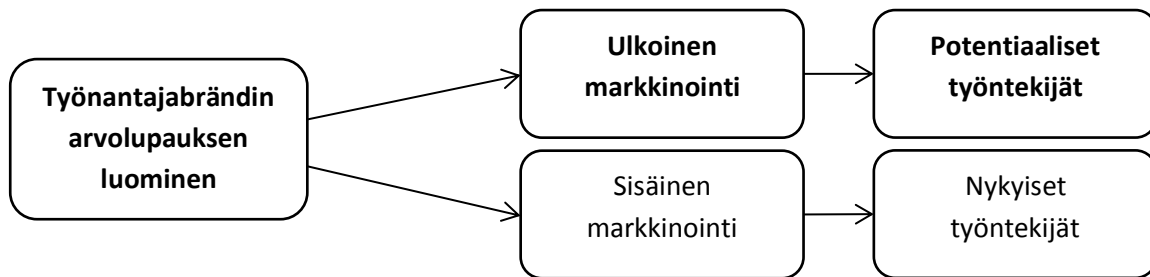 Työnantajabrändin
arvolupauksen
luominen
Ulkoinen
markkinointi
Potentiaaliset
työntekijät
Sisäinen
markkinointi
Nykyiset
työntekijät